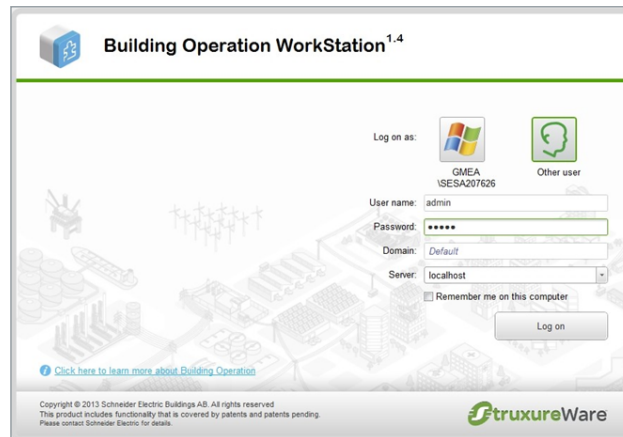 Building Operation WorkStation1.4
Log on as:
GMEA
\SESA207626
Other user
User name: admin
Password: •••••
Domain: Default
Server: localhost
Remember me on this computer
Log on
Click here to learn more about Building Operation
Copyright © 2013 Schneider Electric Buildings AB. All rights reserved
This product includes functionality that is covered by patents and patents pending.
Please contact Schneider Electric for details.
StruxureWare